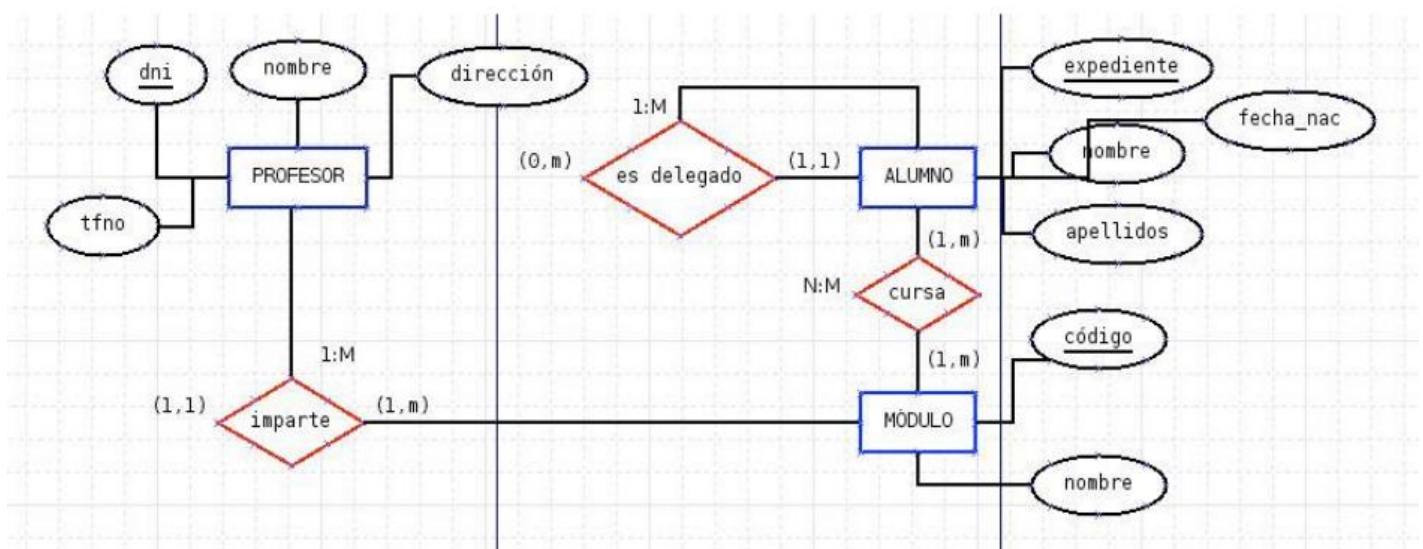 dni
nombre
dirección
tfno
PROFESOR
1:M
(1,1)
imparte
(1,m)
1:M
(0,m)
es delegado
(1,1)
ALUMNO
expediente
fecha_nac
nombre
apellidos
(1,m)
N:M
cursa
(1,m)
MÓDULO
código
nombre